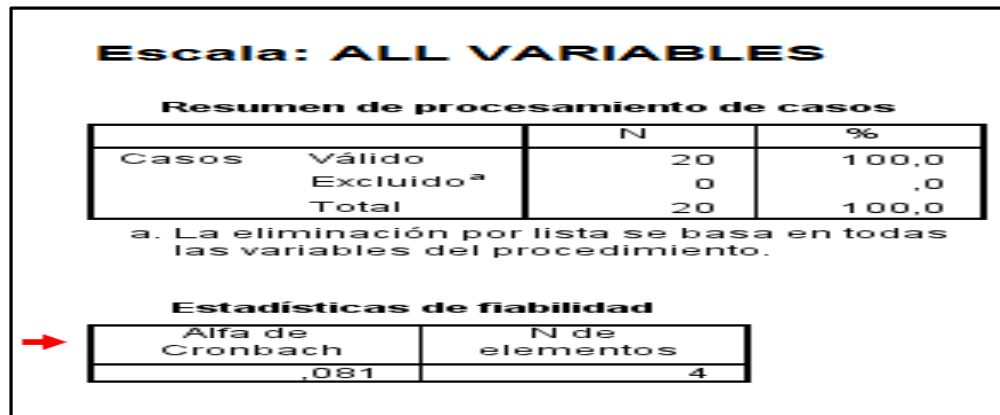 Escala: ALL VARIABLES
Resumen de procesamiento de casos
N %
Casos Válido 20 100,0
Excluidoª 0 ,0
Total 20 100,0
a. La eliminación por lista se basa en todas
las variables del procedimiento.
Estadísticas de fiabilidad
Alfa de N de
Cronbach elementos
,081 4